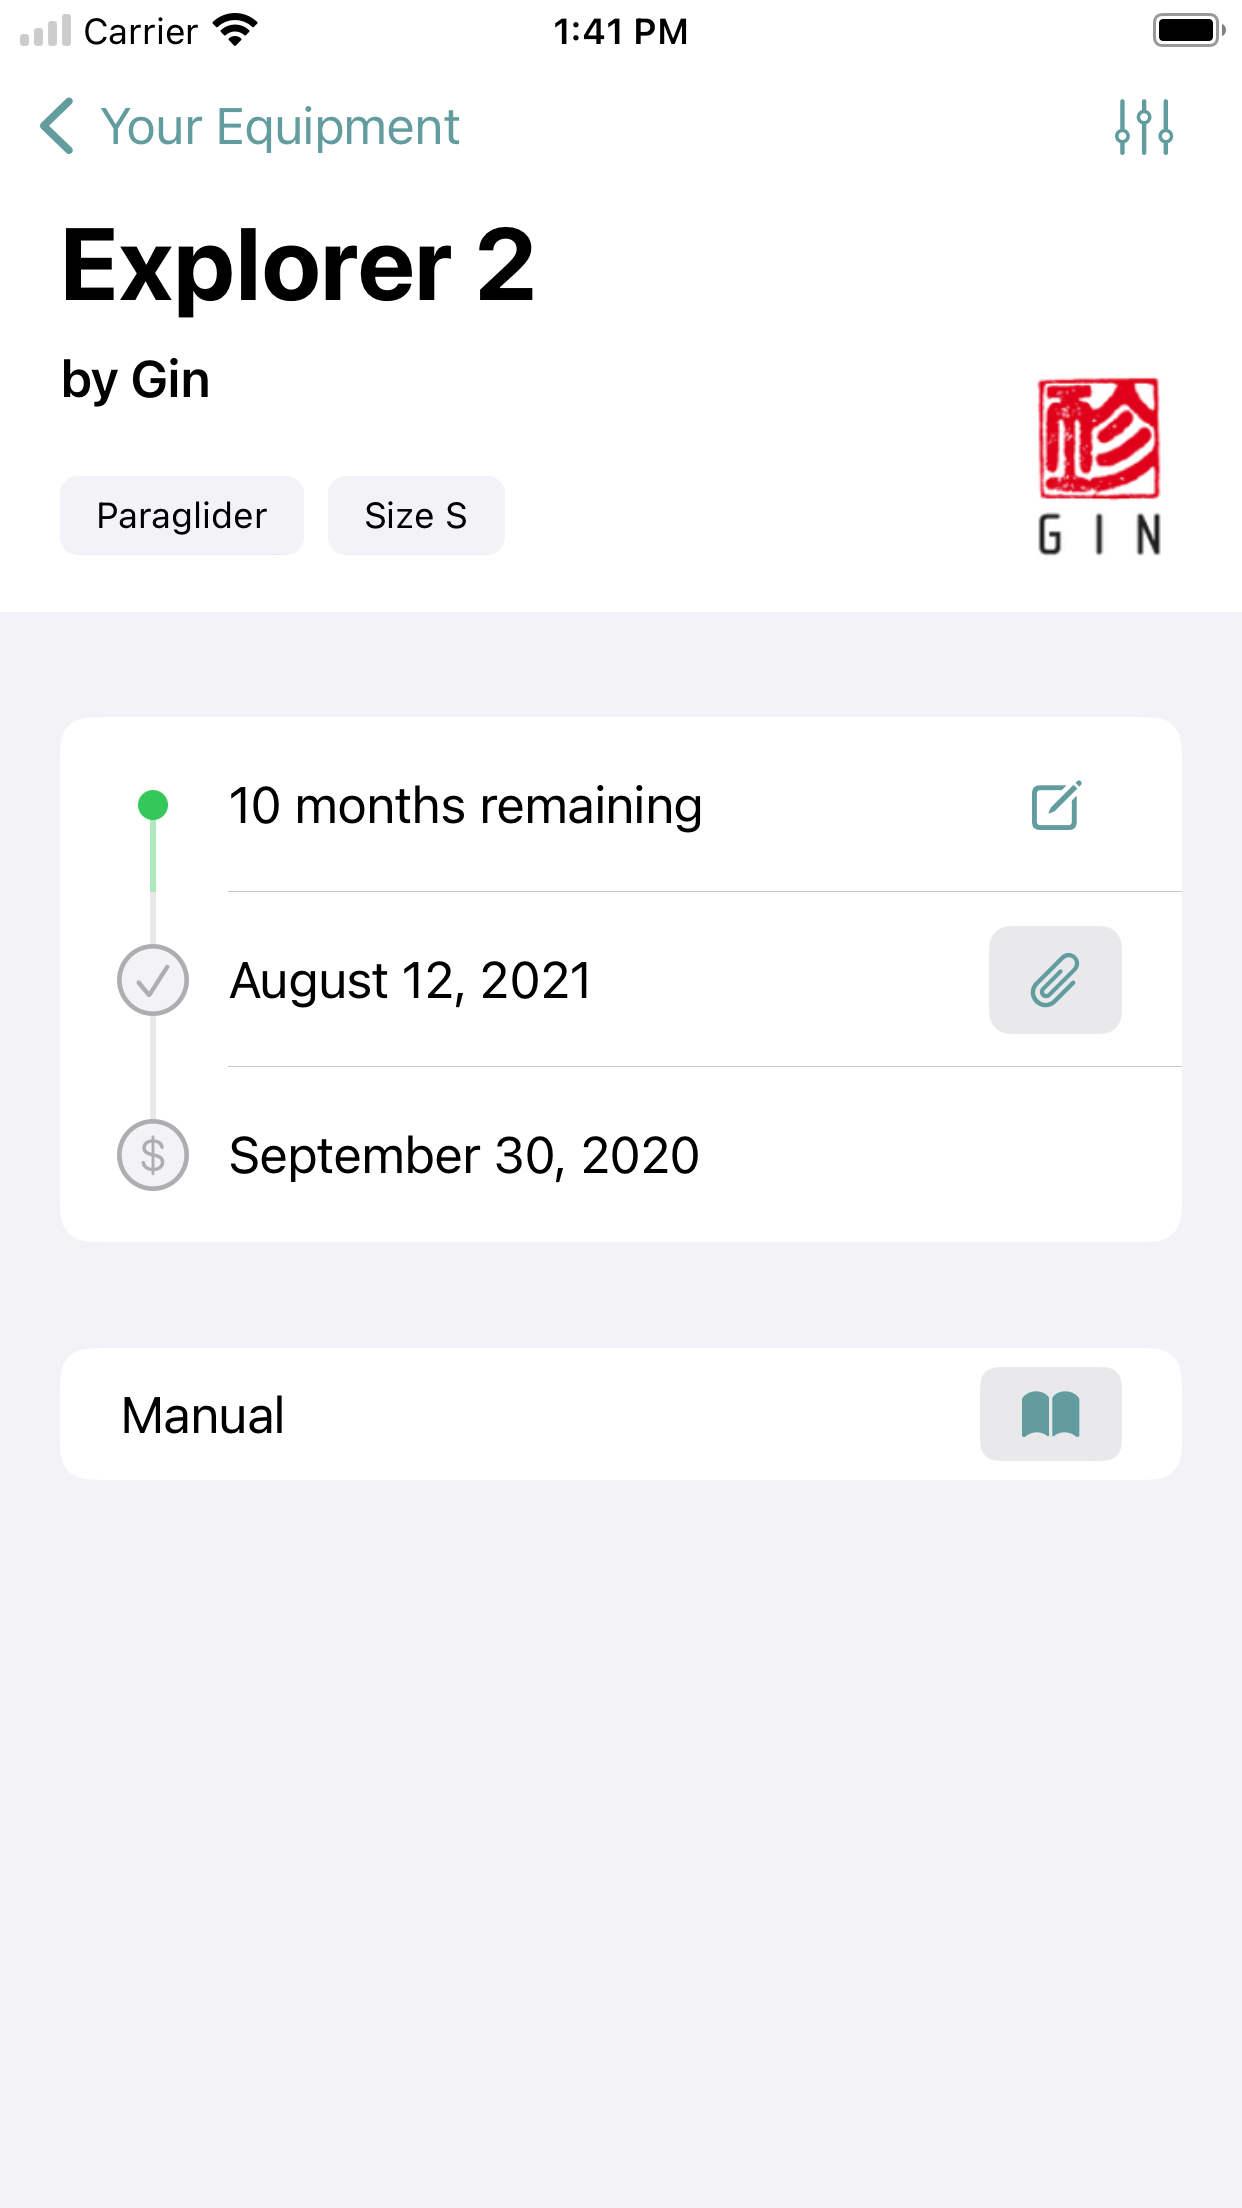 Carrier
1:41 PM
Your Equipment
Explorer 2
by Gin
Paraglider
Size S
GIN
10 months remaining
August 12, 2021
$
September 30, 2020
Manual